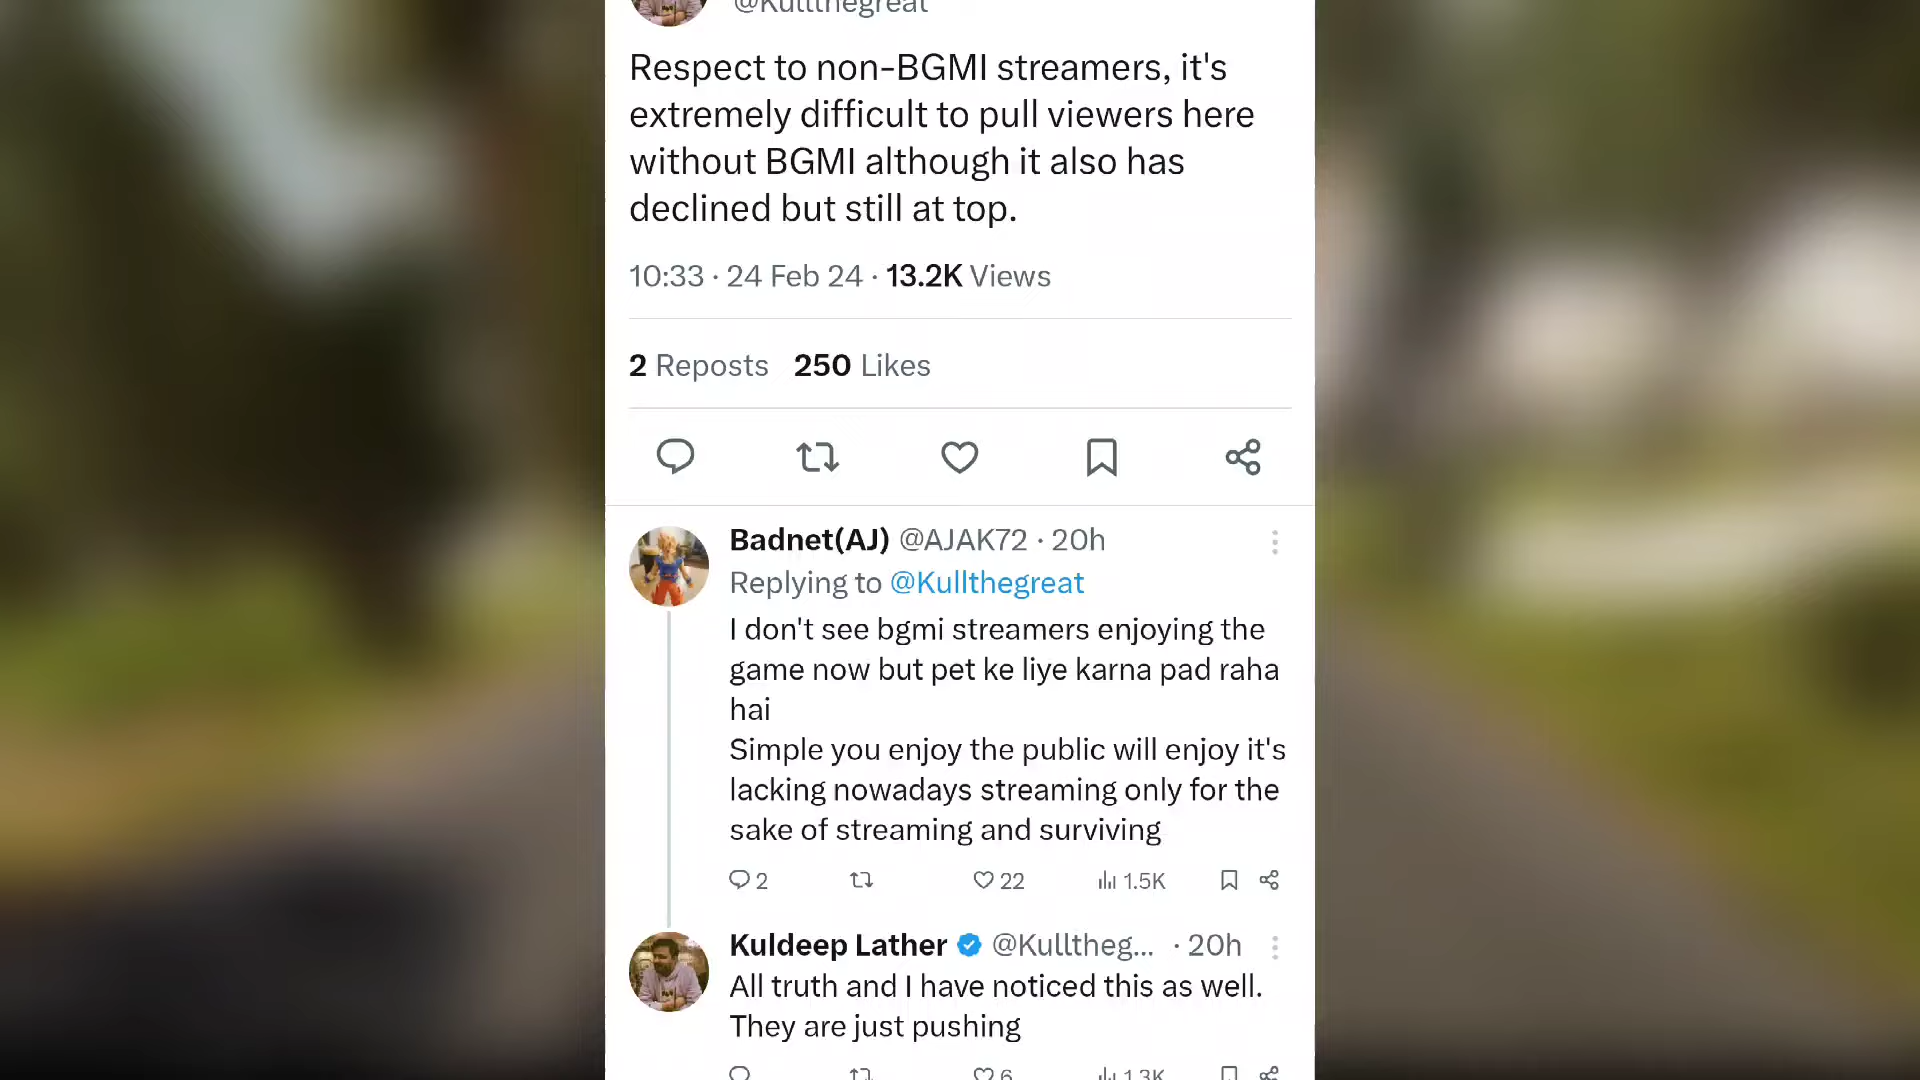 @Kullthegreat
Respect to non-BGMI streamers, it's
extremely difficult to pull viewers here
without BGMI although it also has
declined but still at top.
10:33 · 24 Feb 24 · 13.2K Views
2 Reposts 250 Likes
Badnet(AJ) @AJAK72 · 20h
Replying to @Kullthegreat
I don't see bgmi streamers enjoying the
game now but pet ke liye karna pad raha
hai
Simple you enjoy the public will enjoy it's
lacking nowadays streaming only for the
sake of streaming and surviving
2 22 1.5K
Kuldeep Lather @Kulltheg... · 20h
All truth and I have noticed this as well.
They are just pushing
6 1.3K